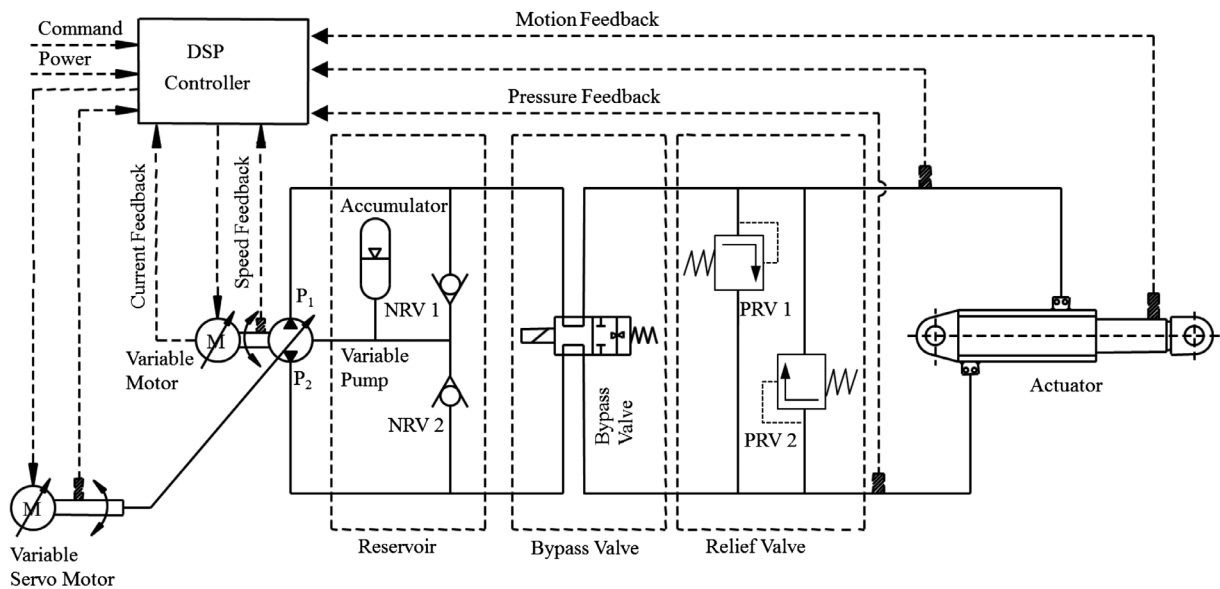 Command
Power
DSP
Controller
Motion Feedback
Pressure Feedback
Current Feedback
Speed Feedback
Accumulator
NRV 1
P1
M
Variable
Motor
P2
Variable
Pump
NRV 2
Bypass
Valve
PRV 1
PRV 2
Actuator
M
Variable
Servo Motor
Reservoir
Bypass Valve
Relief Valve